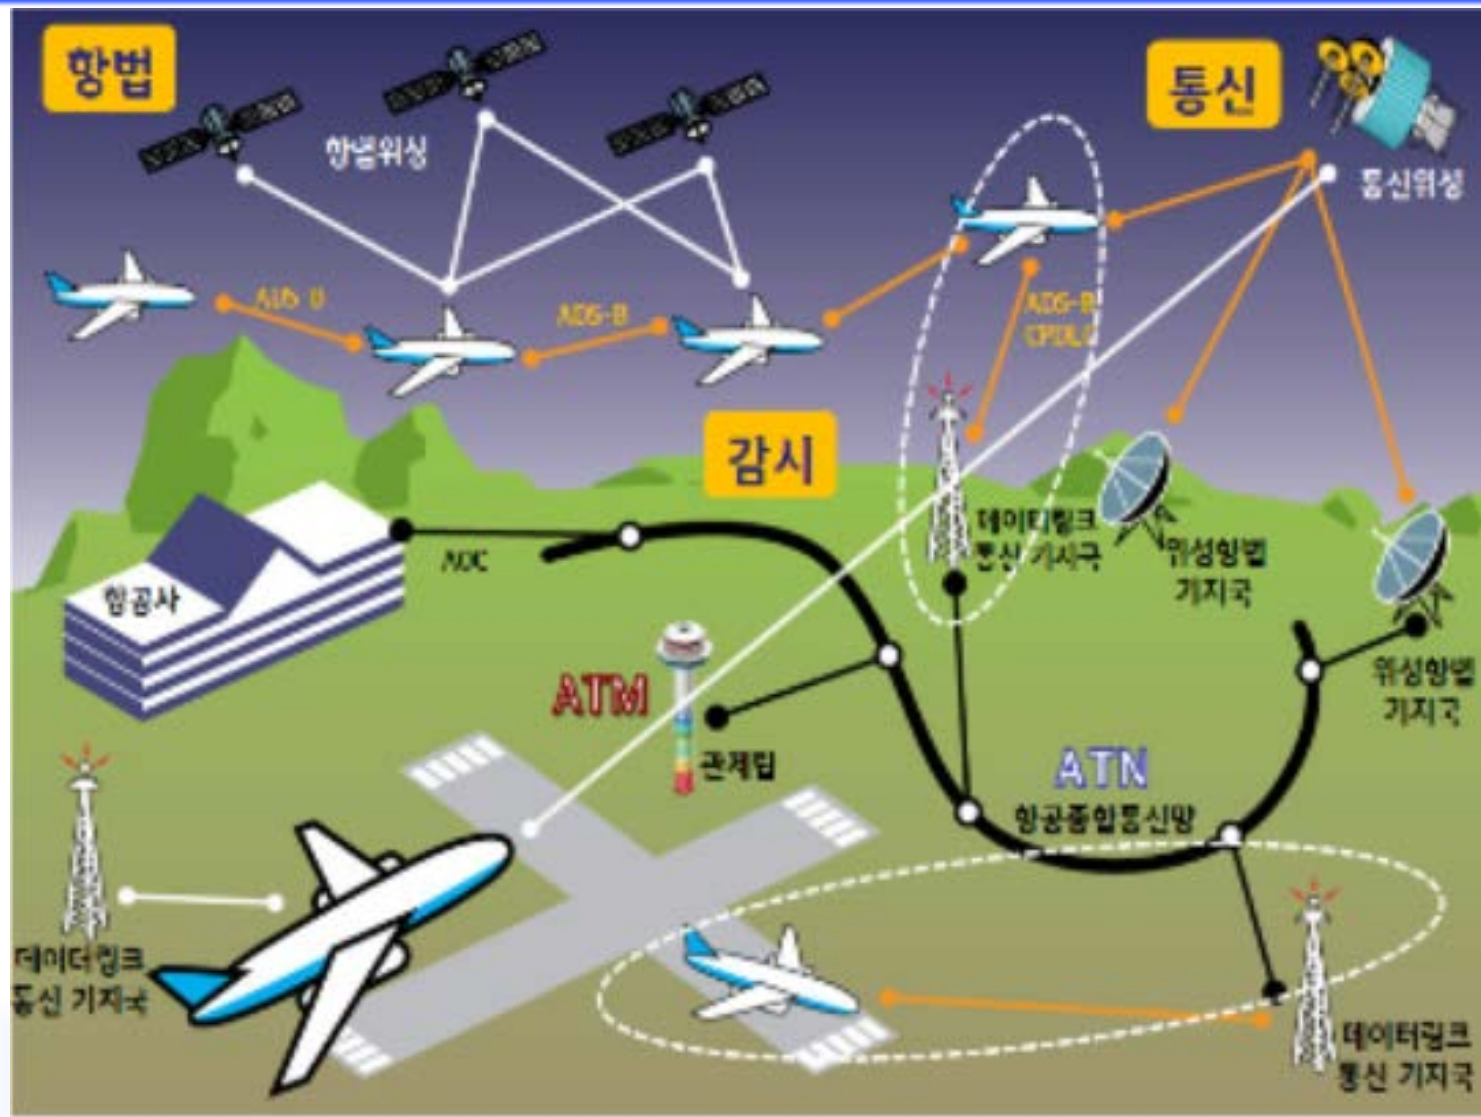 항법
통신
항법위성
통신위성
ADS-B
ADS-B
ADS-B
CPDLC
감시
데이터링크
통신 기지국
위성항법
기지국
AOC
항공사
위성항법
기지국
ATM
관제탑
ATN
항공종합통신망
데이터링크
통신 기지국
데이터링크
통신 기지국